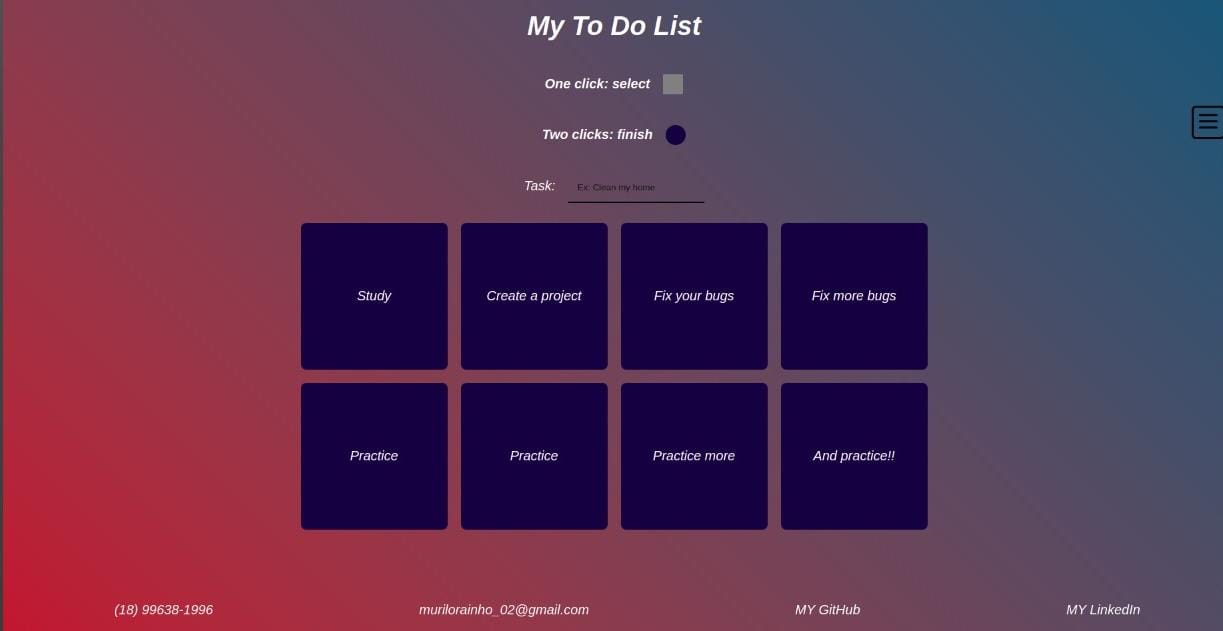 My To Do List
One click: select
Two clicks: finish
Task: Ex: Clean my home
Study Create a project Fix your bugs Fix more bugs
Practice Practice Practice more And practice!!
(18) 99638-1996 murilorainho_02@gmail.com MY GitHub MY LinkedIn